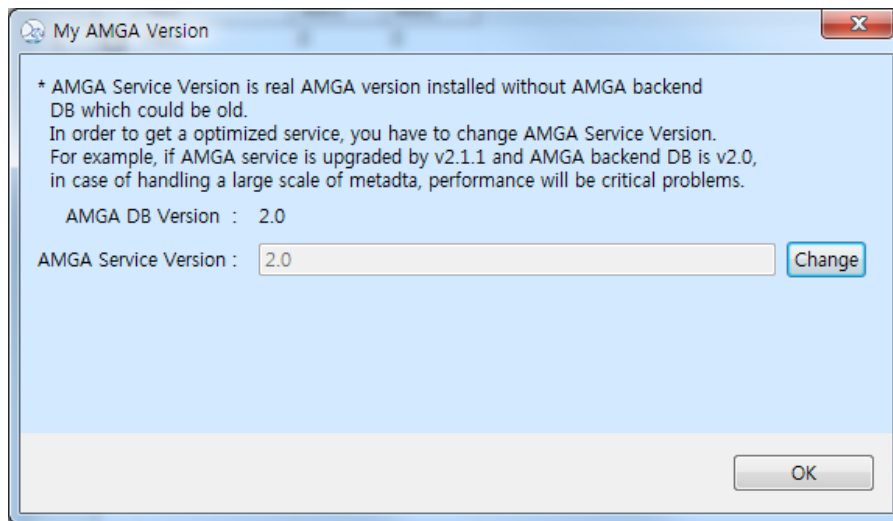 My AMGA Version
* AMGA Service Version is real AMGA version installed without AMGA backend
DB which could be old.
In order to get a optimized service, you have to change AMGA Service Version.
For example, if AMGA service is upgraded by v2.1.1 and AMGA backend DB is v2.0,
in case of handling a large scale of metadta, performance will be critical problems.
AMGA DB Version : 2.0
AMGA Service Version : 2.0 Change
OK